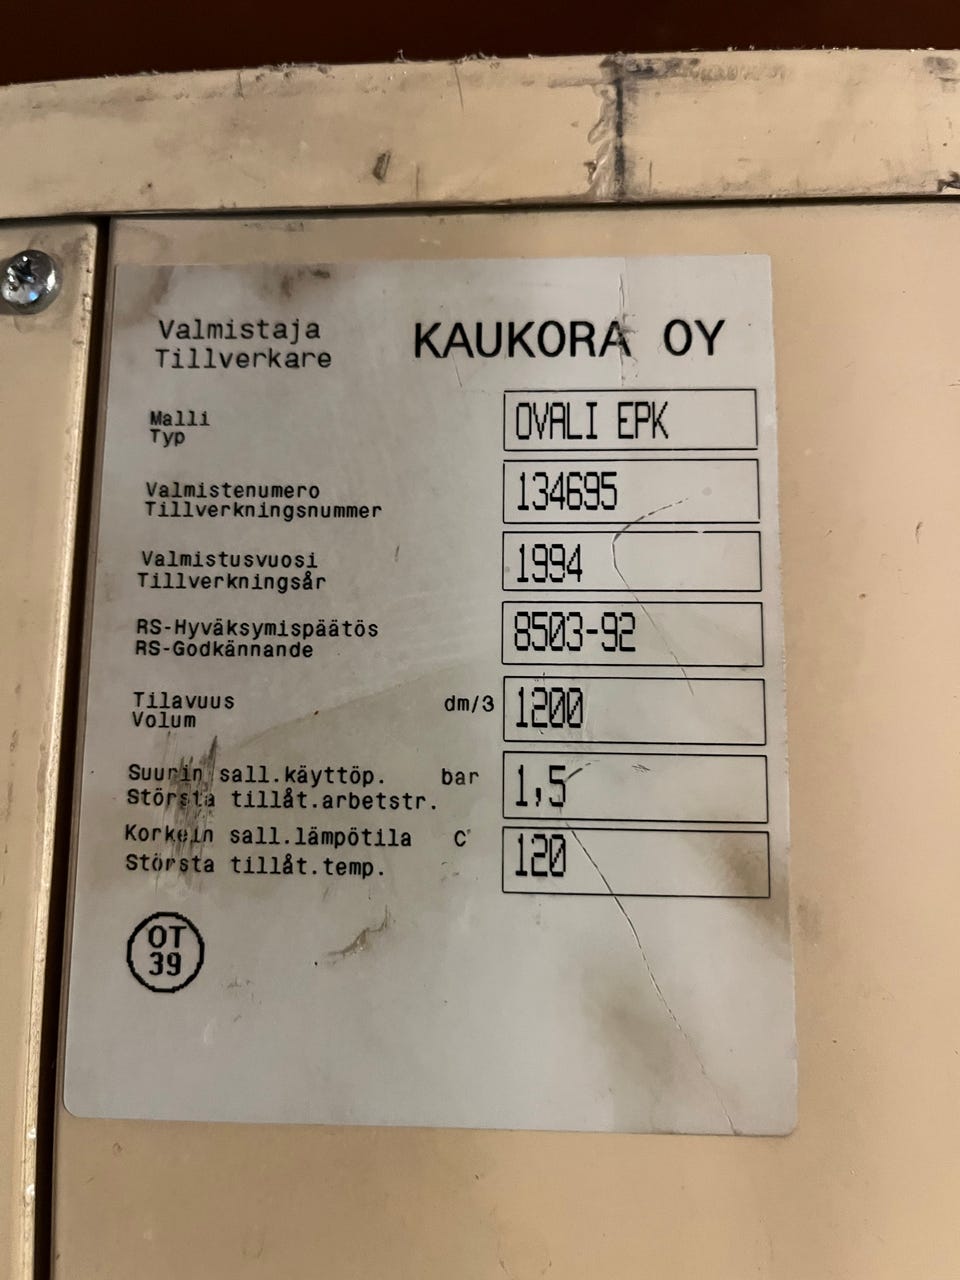 Valmistaja KAUKORA OY
Tillverkare
Malli OVALI EPK
Typ
Valmistenumero 134695
Tillverkningsnummer
Valmistusvuosi 1994
Tillverkningsår
RS-Hyväksymispäätös 8503-92
RS-Godkännande
Tilavuus dm/3 1200
Volum
Suurin sall.käyttöp. bar 1,5
Största tillåt.arbetstr.
Korkein sall.lämpötila C° 120
Största tillåt.temp.
OT
39